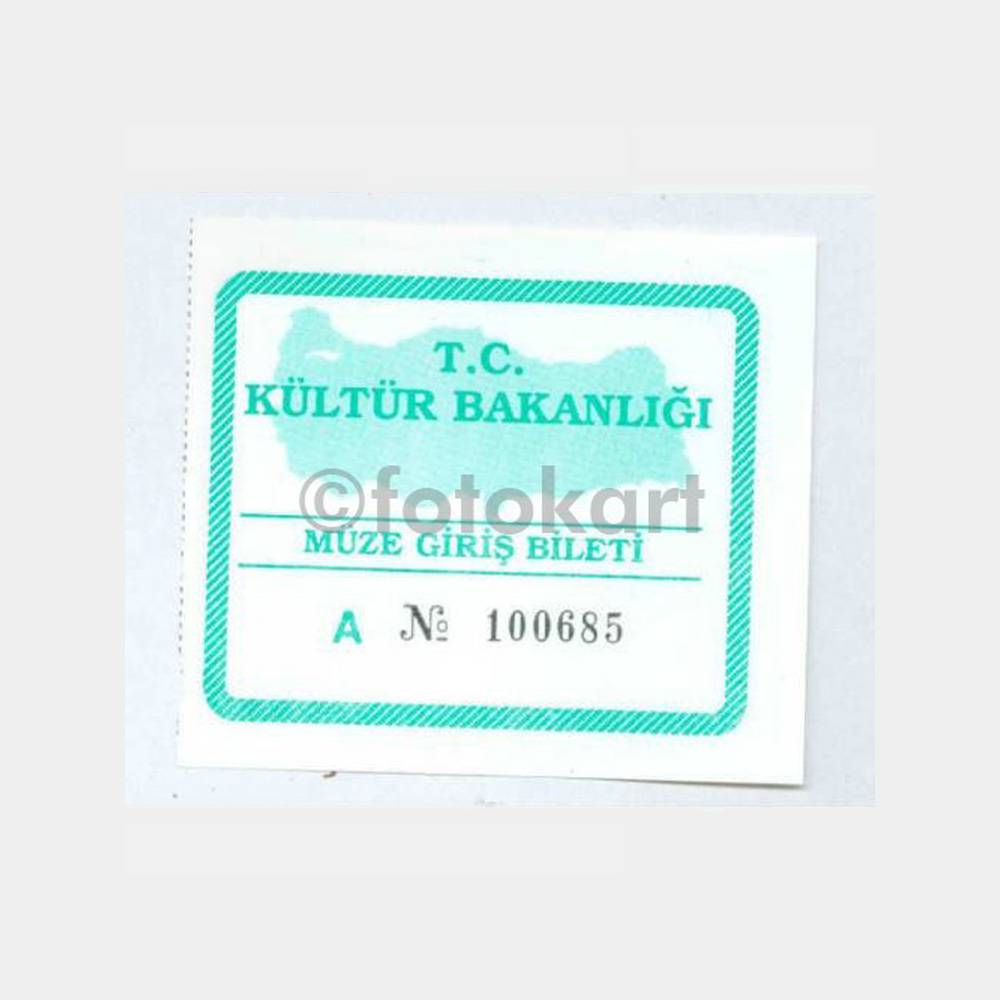 T.C.
KÜLTÜR BAKANLIĞI
©fotokart
MÜZE GİRİŞ BİLETİ
A № 100685